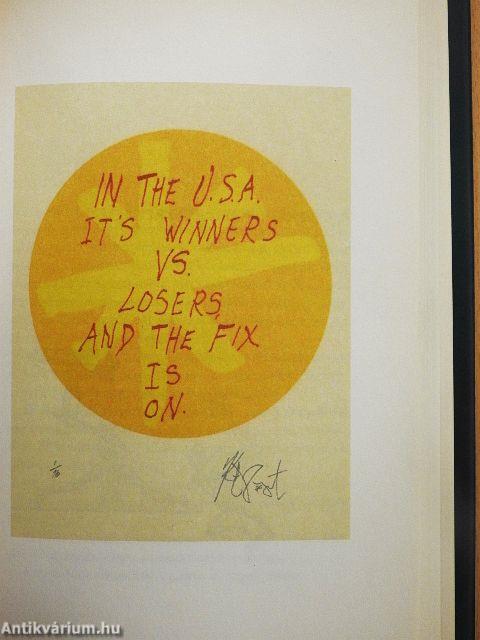 IN THE U.S.A.
IT'S WINNERS
VS.
LOSERS,
AND THE FIX
IS
ON.
Antikvárium.hu